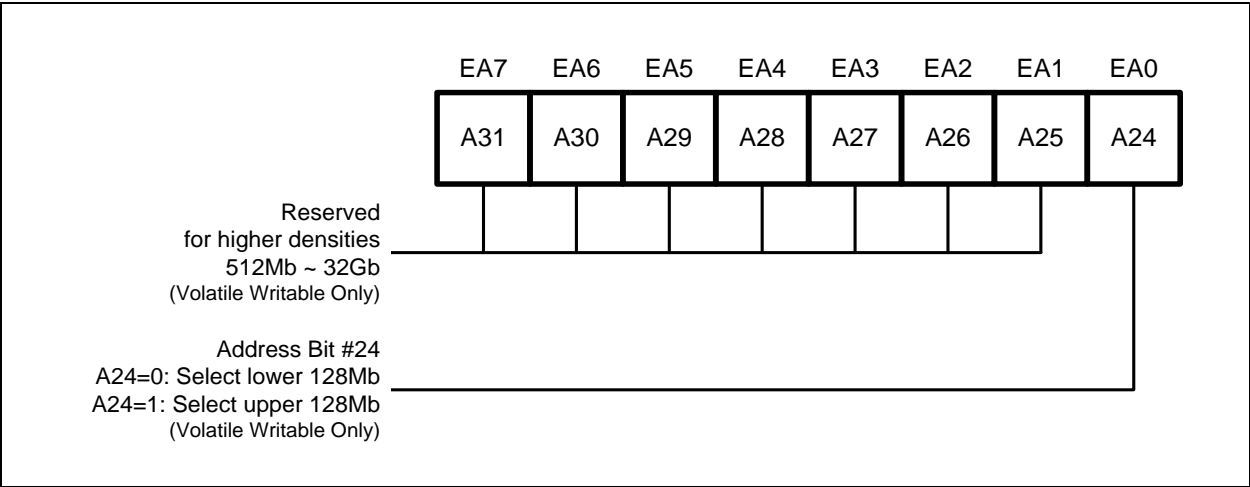 EA7 EA6 EA5 EA4 EA3 EA2 EA1 EA0
A31 A30 A29 A28 A27 A26 A25 A24
Reserved
for higher densities
512Mb ~ 32Gb
(Volatile Writable Only)
Address Bit #24
A24=0: Select lower 128Mb
A24=1: Select upper 128Mb
(Volatile Writable Only)